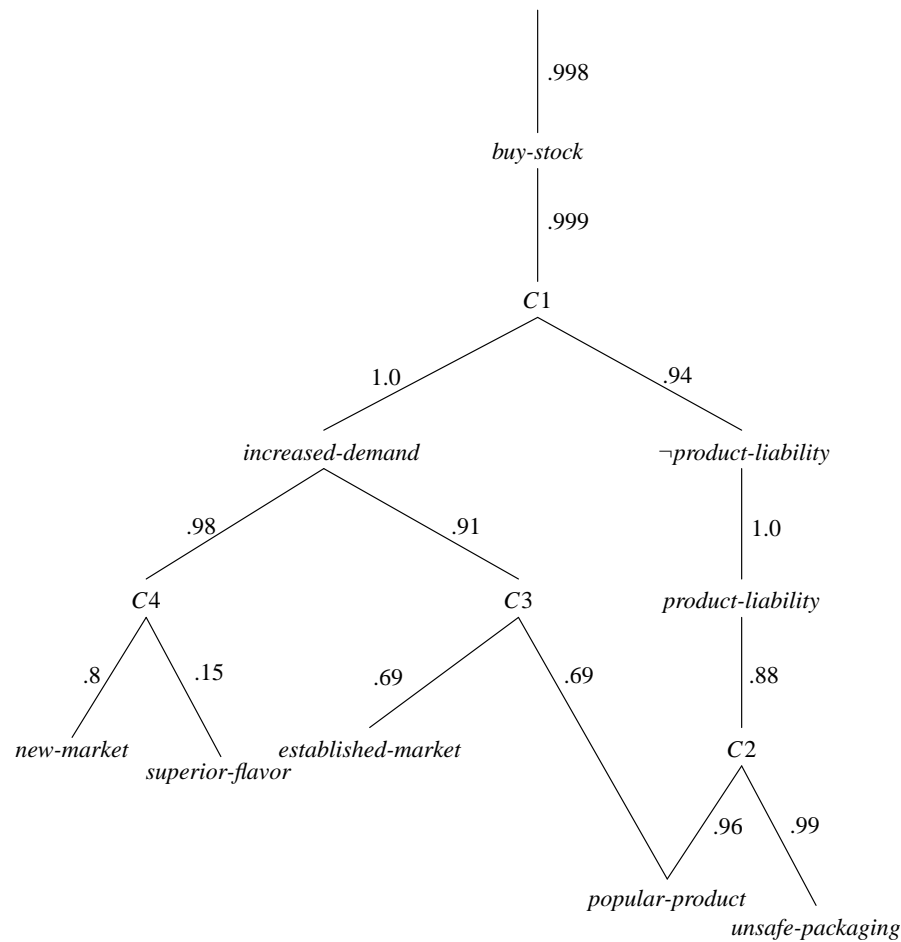 .998
buy-stock
.999
C1
1.0
.94
increased-demand
¬product-liability
.98
.91
1.0
C4
C3
product-liability
.8
.15
.69
.69
.88
new-market
superior-flavor
established-market
C2
.96
.99
popular-product
unsafe-packaging